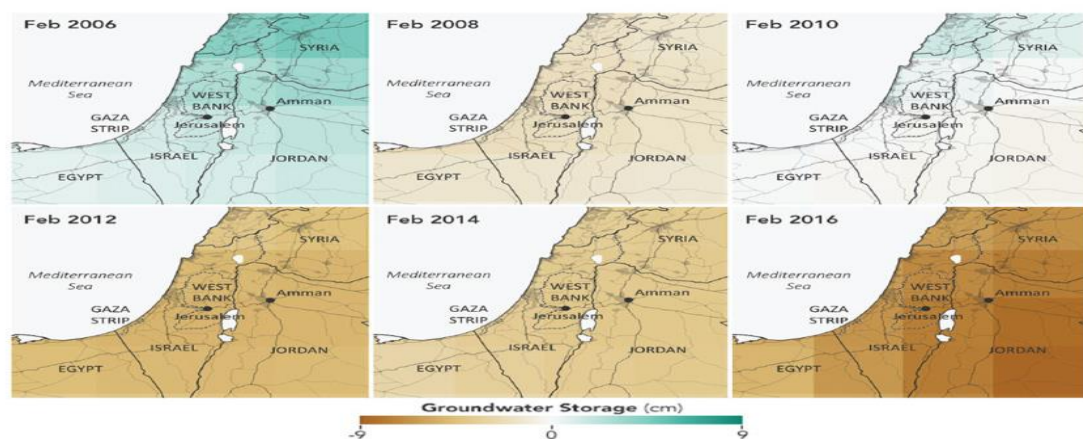 Feb 2006
SYRIA
Mediterranean
Sea
WEST
BANK
Amman
GAZA
STRIP
Jerusalem
ISRAEL
JORDAN
EGYPT
Feb 2008
SYRIA
Mediterranean
Sea
WEST
BANK
Amman
GAZA
STRIP
Jerusalem
ISRAEL
JORDAN
EGYPT
Feb 2010
SYRIA
Mediterranean
Sea
WEST
BANK
Amman
GAZA
STRIP
Jerusalem
ISRAEL
JORDAN
EGYPT
Feb 2012
SYRIA
Mediterranean
Sea
WEST
BANK
Amman
GAZA
STRIP
Jerusalem
ISRAEL
JORDAN
EGYPT
Feb 2014
SYRIA
Mediterranean
Sea
WEST
BANK
Amman
GAZA
STRIP
Jerusalem
ISRAEL
JORDAN
EGYPT
Feb 2016
SYRIA
Mediterranean
Sea
WEST
BANK
Amman
GAZA
STRIP
Jerusalem
ISRAEL
JORDAN
EGYPT
Groundwater Storage (cm)
-9 0 9